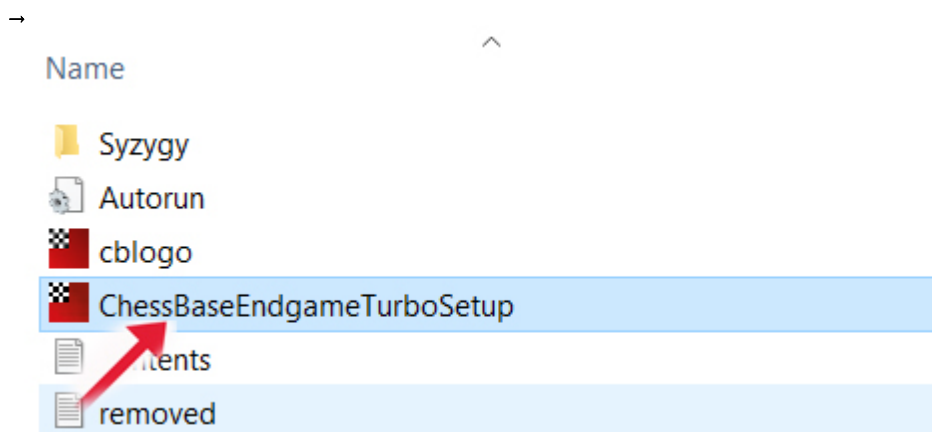 →
Name
Syzygy
Autorun
cblogo
ChessBaseEndgameTurboSetup
removed